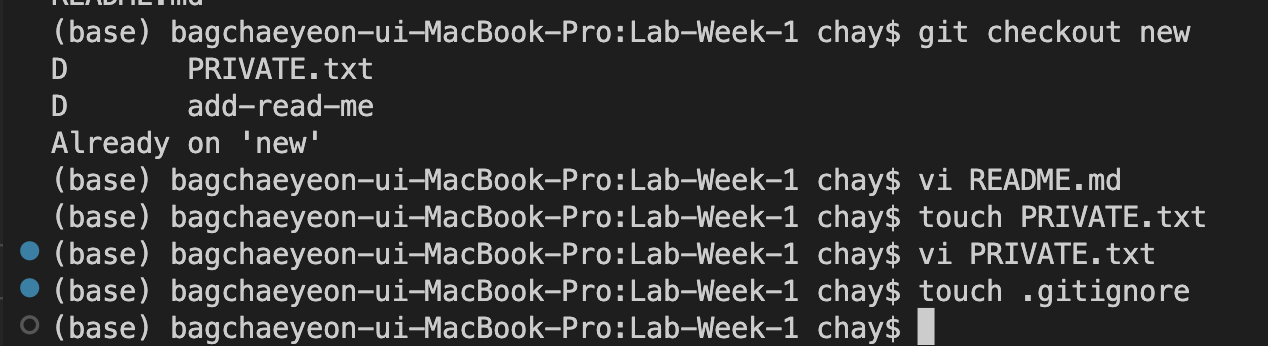 README.md
(base) bagchaeyeon-ui-MacBook-Pro:Lab-Week-1 chay$ git checkout new
D       PRIVATE.txt
D       add-read-me
Already on 'new'
(base) bagchaeyeon-ui-MacBook-Pro:Lab-Week-1 chay$ vi README.md
(base) bagchaeyeon-ui-MacBook-Pro:Lab-Week-1 chay$ touch PRIVATE.txt
(base) bagchaeyeon-ui-MacBook-Pro:Lab-Week-1 chay$ vi PRIVATE.txt
(base) bagchaeyeon-ui-MacBook-Pro:Lab-Week-1 chay$ touch .gitignore
(base) bagchaeyeon-ui-MacBook-Pro:Lab-Week-1 chay$